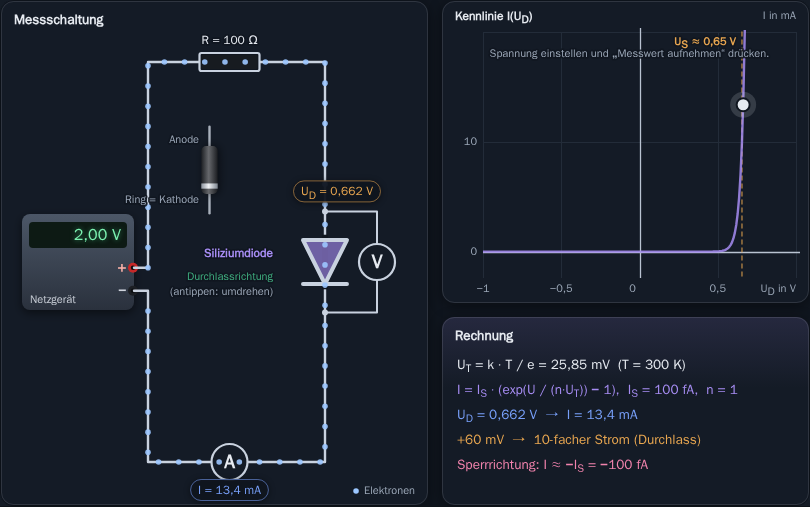 Messschaltung
R = 100 Ω
Anode
Ring = Kathode
U_D = 0,662 V
2,00 V
+
−
Netzgerät
Siliziumdiode
Durchlassrichtung
(antippen: umdrehen)
V
A
I = 13,4 mA
Elektronen
Kennlinie I(U_D)
I in mA
U_S ≈ 0,65 V
Spannung einstellen und „Messwert aufnehmen" drücken.
10
0
−1
−0,5
0
0,5
U_D in V
Rechnung
U_T = k · T / e = 25,85 mV (T = 300 K)
I = I_S · (exp(U / (n·U_T)) − 1), I_S = 100 fA, n = 1
U_D = 0,662 V → I = 13,4 mA
+60 mV → 10-facher Strom (Durchlass)
Sperrrichtung: I ≈ −I_S = −100 fA